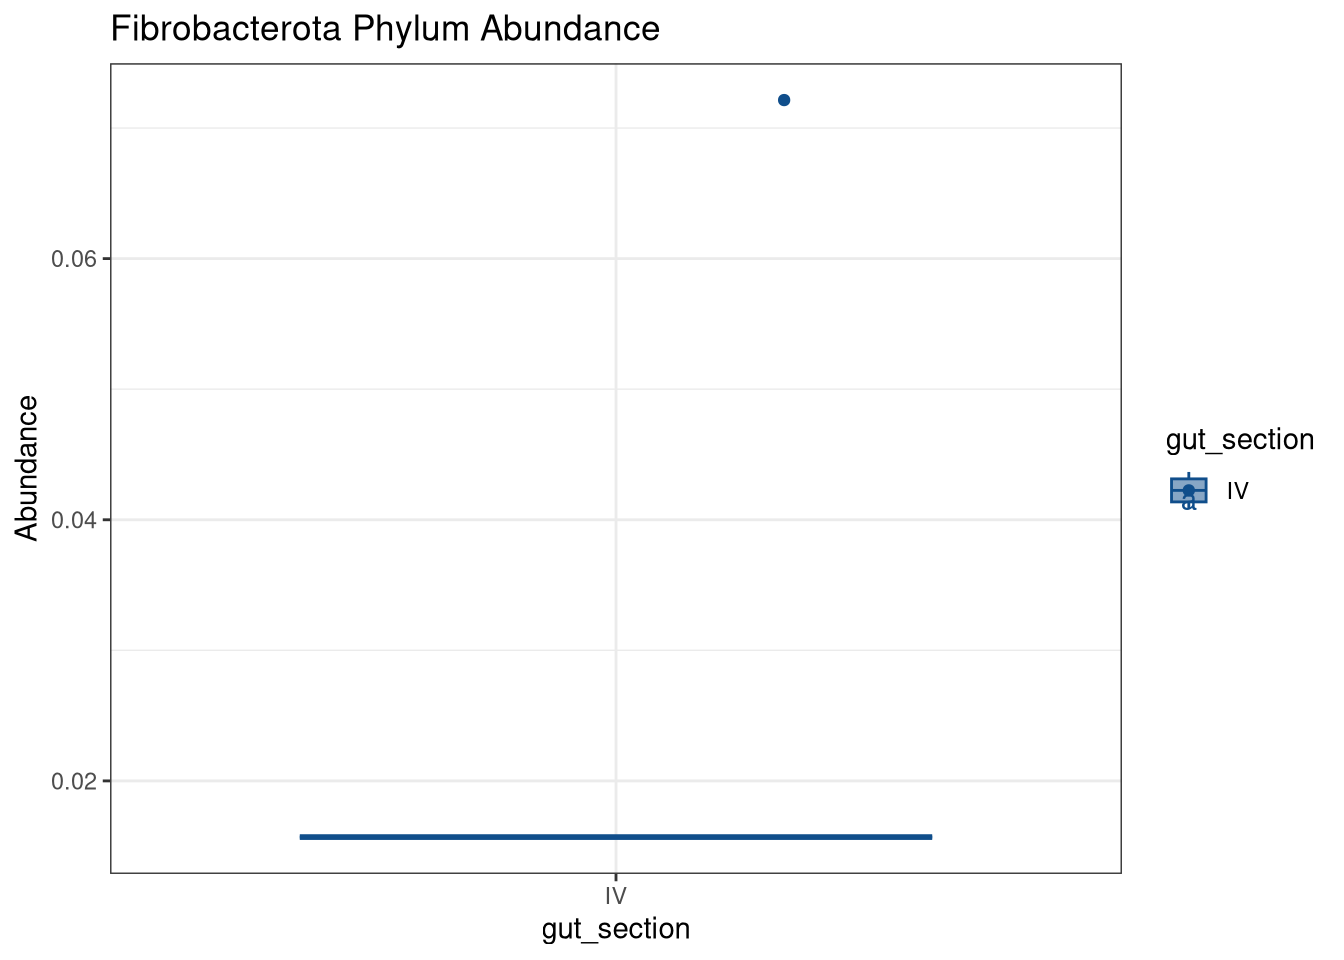 Fibrobacterota Phylum Abundance
0.06
0.04
0.02
Abundance
IV
gut_section
gut_section
a
IV